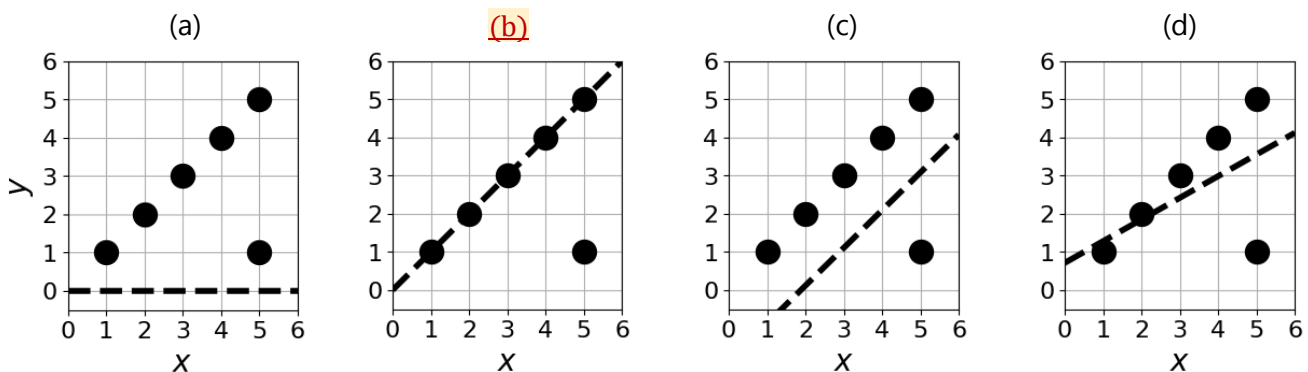 (a) (b) (c) (d)
6 6 6 6
5 5 5 5
4 4 4 4
y 3 3 3 3
2 2 2 2
1 1 1 1
0 0 0 0
0 1 2 3 4 5 6 0 1 2 3 4 5 6 0 1 2 3 4 5 6 0 1 2 3 4 5 6
x x x x